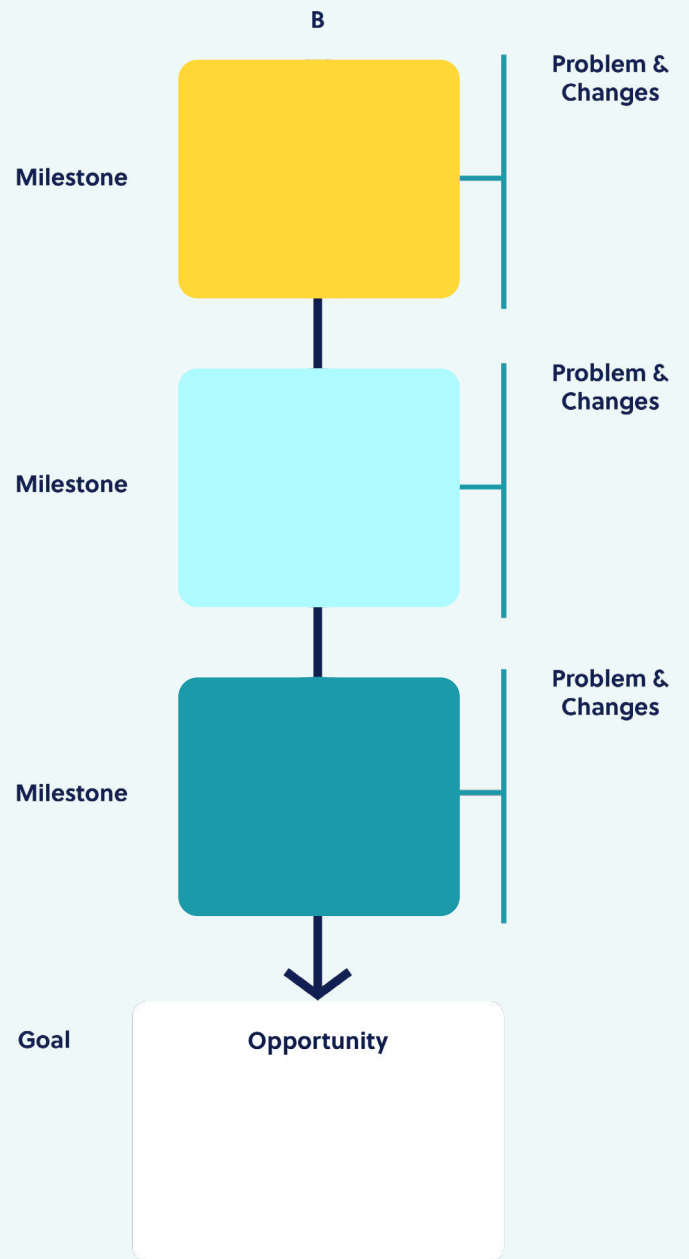 B
Problem &
Changes
Milestone
Problem &
Changes
Milestone
Problem &
Changes
Milestone
Goal
Opportunity